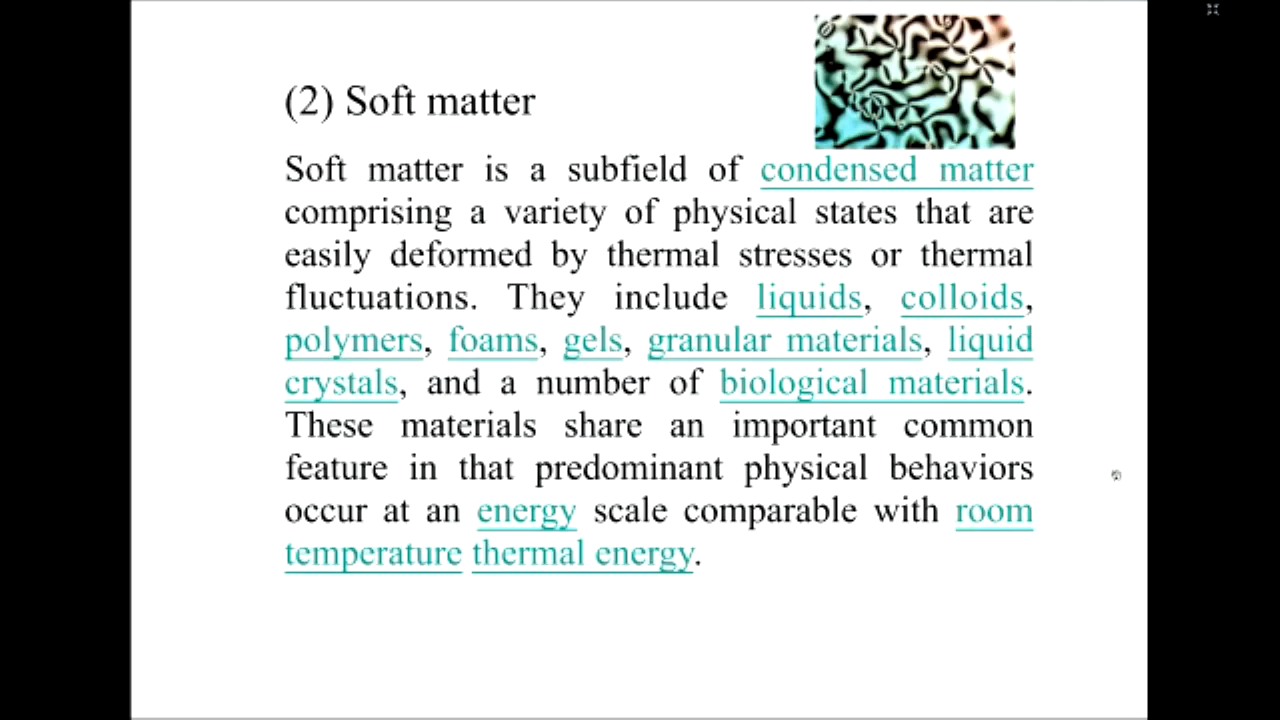 (2) Soft matter
Soft matter is a subfield of condensed matter
comprising a variety of physical states that are
easily deformed by thermal stresses or thermal
fluctuations. They include liquids, colloids,
polymers, foams, gels, granular materials, liquid
crystals, and a number of biological materials.
These materials share an important common
feature in that predominant physical behaviors
occur at an energy scale comparable with room
temperature thermal energy.